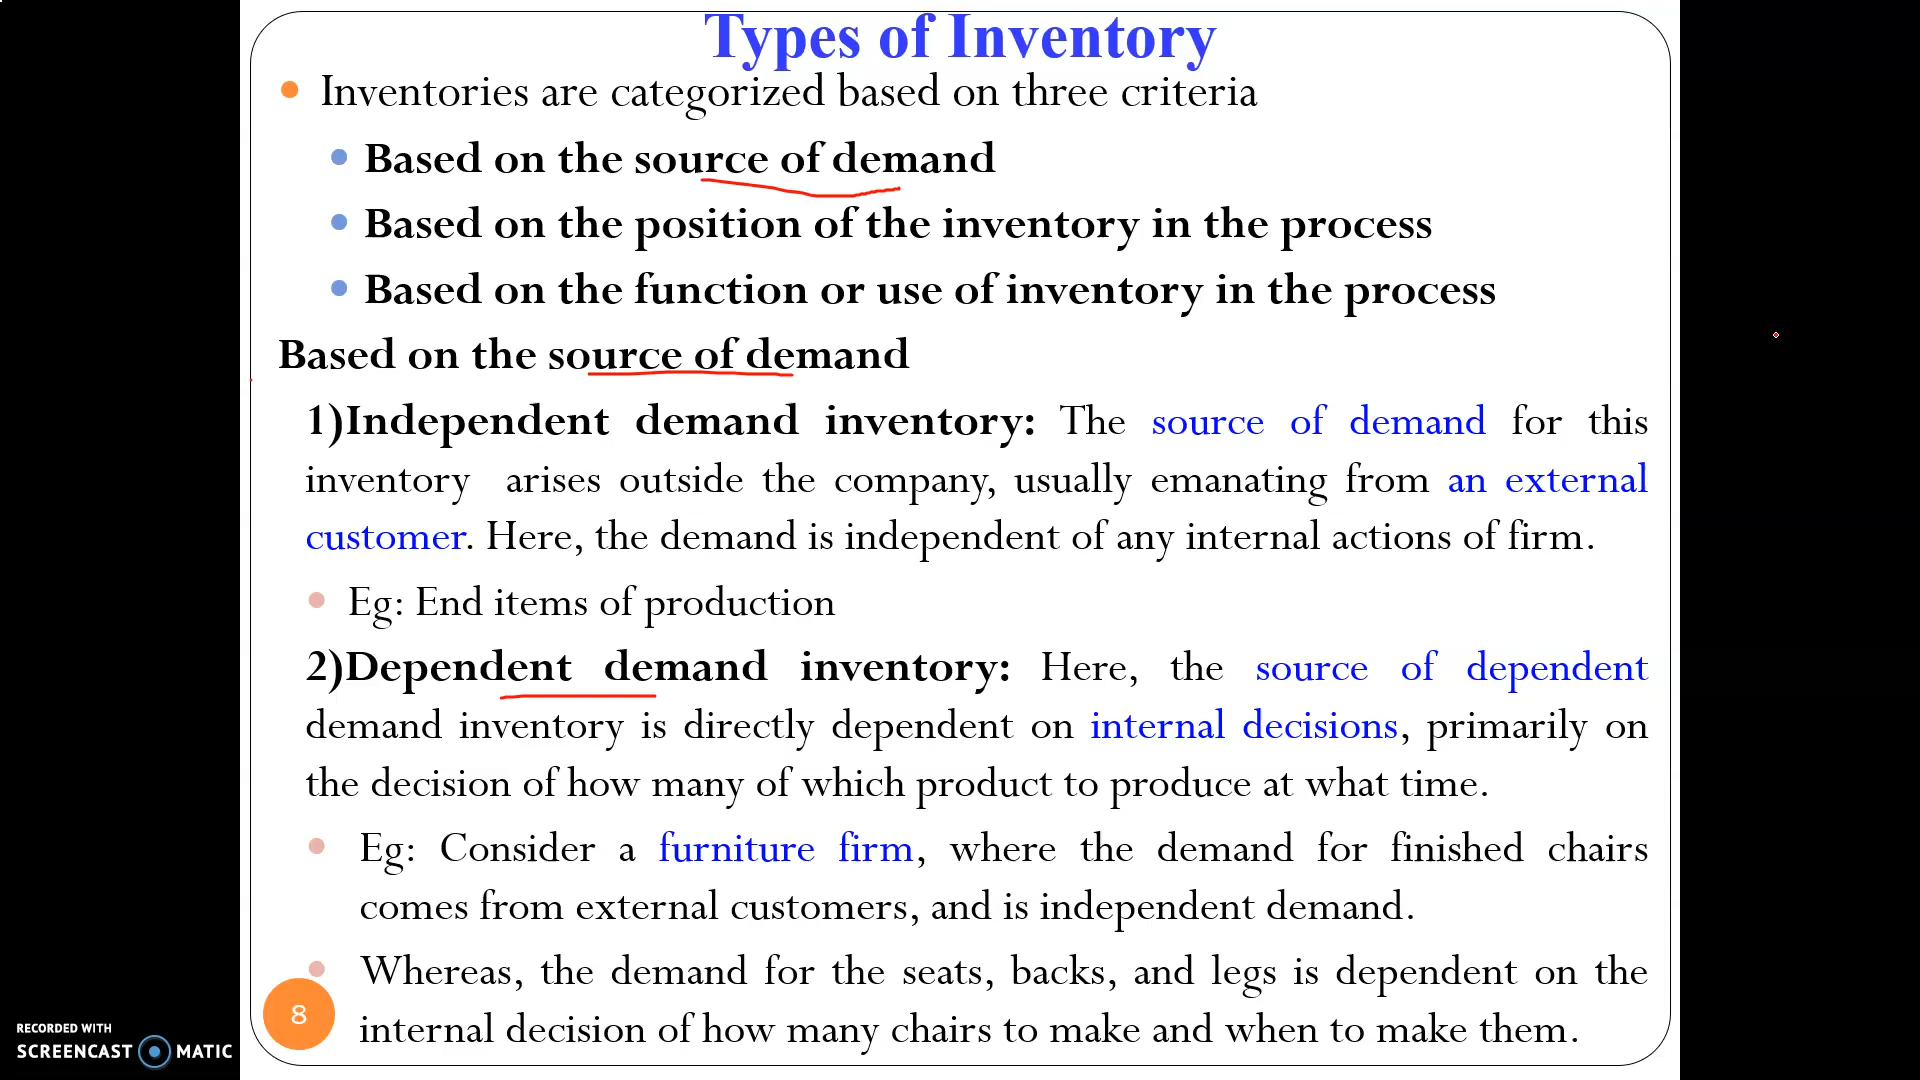 Types of Inventory
Inventories are categorized based on three criteria
Based on the source of demand
Based on the position of the inventory in the process
Based on the function or use of inventory in the process
Based on the source of demand
1)Independent demand inventory: The source of demand for this
inventory arises outside the company, usually emanating from an external
customer. Here, the demand is independent of any internal actions of firm.
Eg: End items of production
2)Dependent demand inventory: Here, the source of dependent
demand inventory is directly dependent on internal decisions, primarily on
the decision of how many of which product to produce at what time.
Eg: Consider a furniture firm, where the demand for finished chairs
comes from external customers, and is independent demand.
Whereas, the demand for the seats, backs, and legs is dependent on the
internal decision of how many chairs to make and when to make them.
8
RECORDED WITH
SCREENCAST MATIC